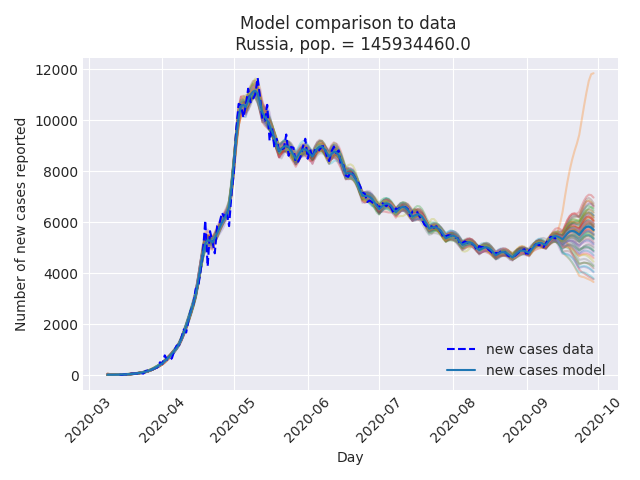 Model comparison to data
Russia, pop. = 145934460.0
Number of new cases reported
12000
10000
8000
6000
4000
2000
0
new cases data
new cases model
2020-03
2020-04
2020-05
2020-06
2020-07
2020-08
2020-09
2020-10
Day